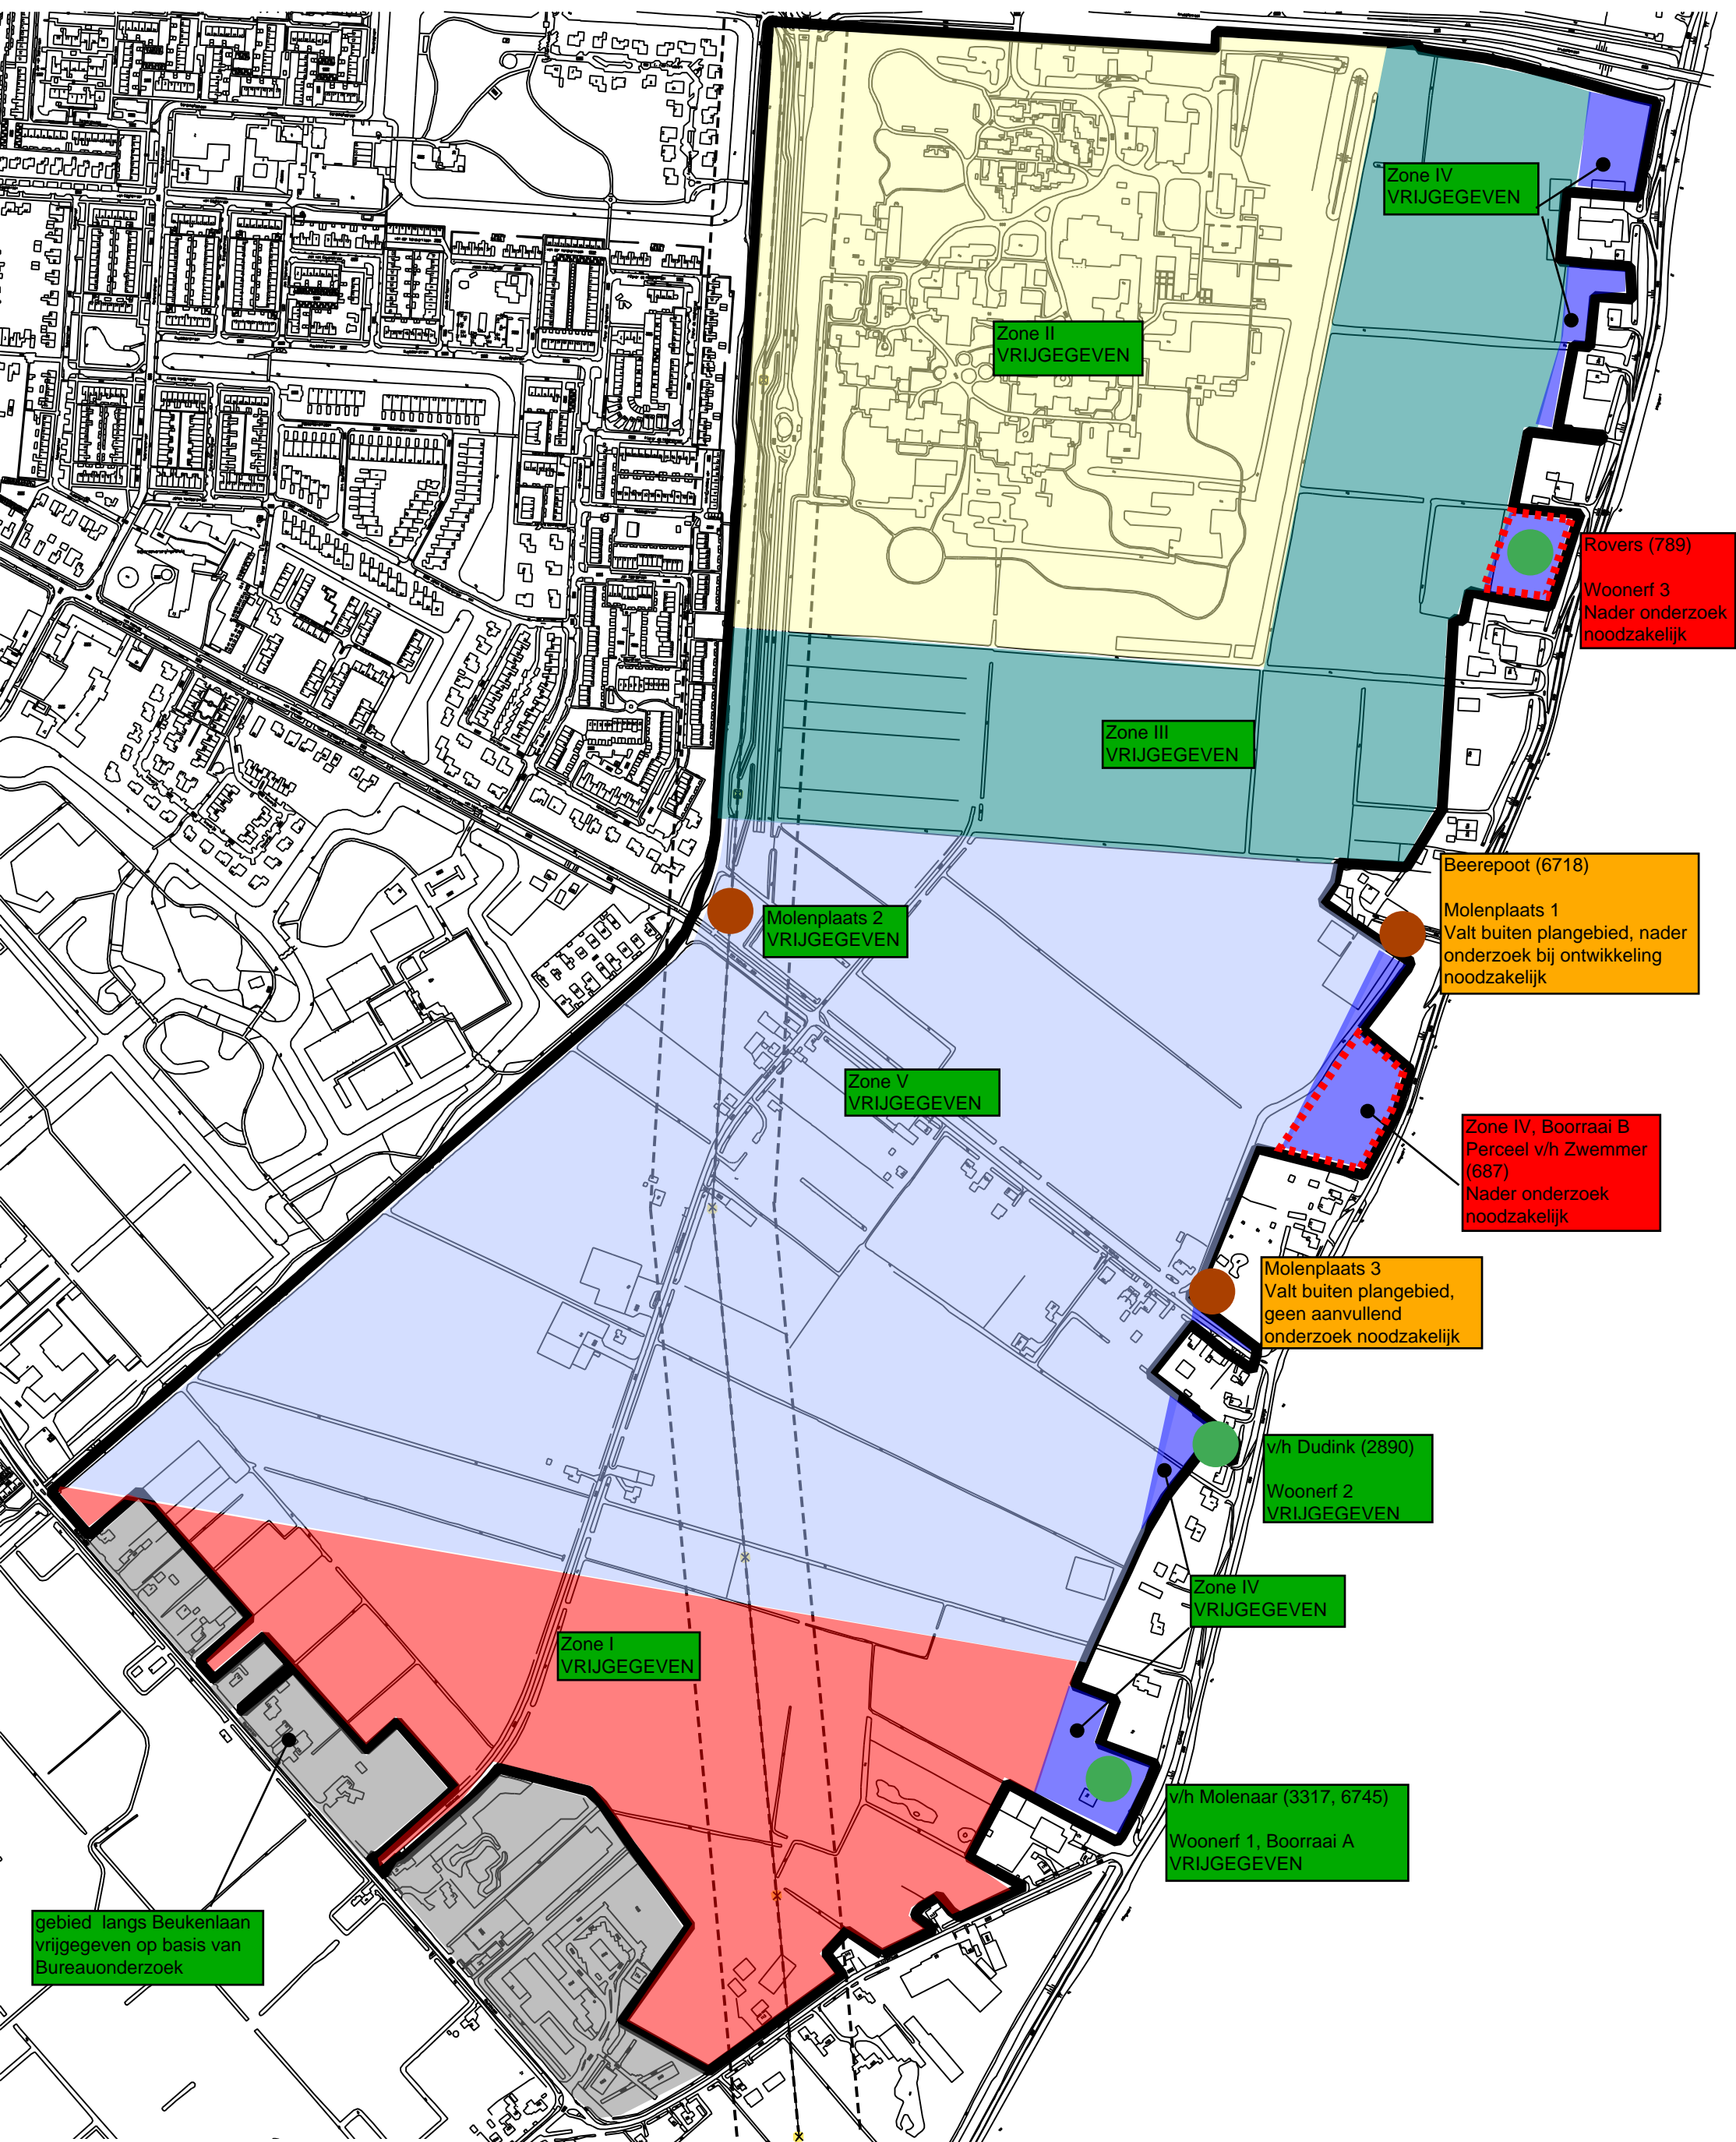 Zone IV
VRIJGEGEVEN
Zone II
VRIJGEGEVEN
Rovers (789)
Woonerf 3
Nader onderzoek
noodzakelijk
Zone III
VRIJGEGEVEN
Beerepoot (6718)
Molenplaats 1
Valt buiten plangebied, nader
onderzoek bij ontwikkeling
noodzakelijk
Molenplaats 2
VRIJGEGEVEN
Zone V
VRIJGEGEVEN
Zone IV, Boorraai B
Perceel v/h Zwemmer
(687)
Nader onderzoek
noodzakelijk
Molenplaats 3
Valt buiten plangebied,
geen aanvullend
onderzoek noodzakelijk
v/h Dudink (2890)
Woonerf 2
VRIJGEGEVEN
Zone IV
VRIJGEGEVEN
Zone I
VRIJGEGEVEN
v/h Molenaar (3317, 6745)
Woonerf 1, Boorraai A
VRIJGEGEVEN
gebied langs Beukenlaan
vrijgegeven op basis van
Bureauonderzoek